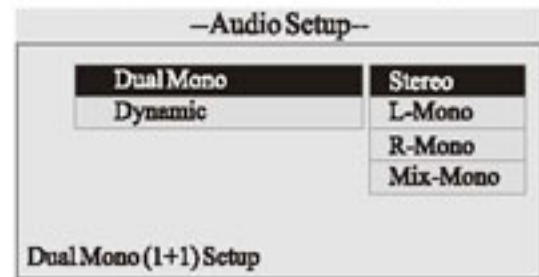 --Audio Setup--
Dual Mono Stereo
Dynamic L-Mono
R-Mono
Mix-Mono
Dual Mono (1+1) Setup